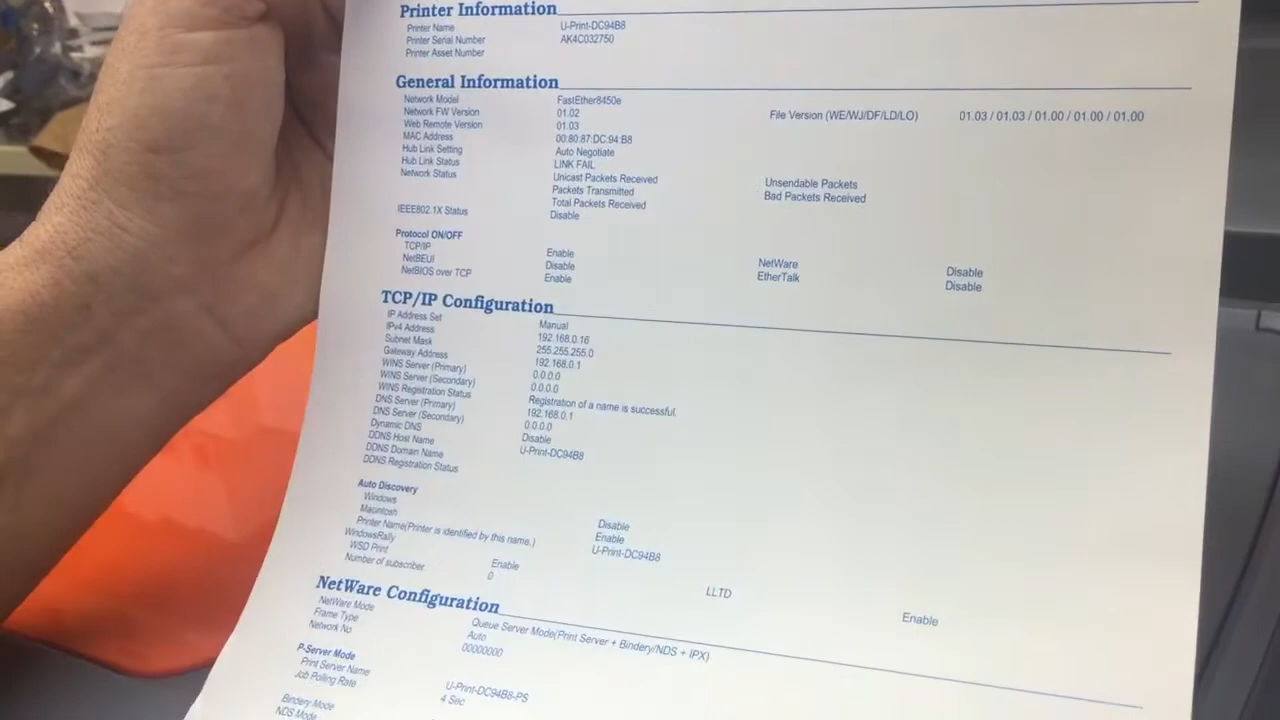 Printer Information
Printer Name U-Print-DC94B8
Printer Serial Number AK4C032750
Printer Asset Number
General Information
Network Model FastEther8450e
Network FW Version 01.02 File Version (WE/WJ/DF/LD/LO) 01.03 / 01.03 / 01.00 / 01.00 / 01.00
Web Remote Version 01.03
MAC Address 00:80:87:DC:94:B8
Hub Link Setting Auto Negotiate
Hub Link Status LINK FAIL
Network Status Unicast Packets Received Unsendable Packets
Packets Transmitted Bad Packets Received
Total Packets Received
IEEE802.1X Status Disable
Protocol ON/OFF
TCP/IP Enable NetWare Disable
NetBEUI Disable EtherTalk Disable
NetBIOS over TCP Enable
TCP/IP Configuration
IP Address Set Manual
IPv4 Address 192.168.0.16
Subnet Mask 255.255.255.0
Gateway Address 192.168.0.1
WINS Server (Primary) 0.0.0.0
WINS Server (Secondary) 0.0.0.0
WINS Registration Status Registration of a name is successful.
DNS Server (Primary) 192.168.0.1
DNS Server (Secondary) 0.0.0.0
Dynamic DNS Disable
DDNS Host Name U-Print-DC94B8
DDNS Domain Name
DDNS Registration Status
Auto Discovery
Windows Disable
Macintosh Enable
Printer Name(Printer is identified by this name.) U-Print-DC94B8
WindowsRally
WSD Print Enable LLTD Enable
Number of subscriber 0
NetWare Configuration
NetWare Mode Queue Server Mode(Print Server + Bindery/NDS + IPX)
Frame Type Auto
Network No 00000000
P-Server Mode
Print Server Name U-Print-DC94B8-PS
Job Polling Rate 4 Sec
Bindery Mode
NDS Mode